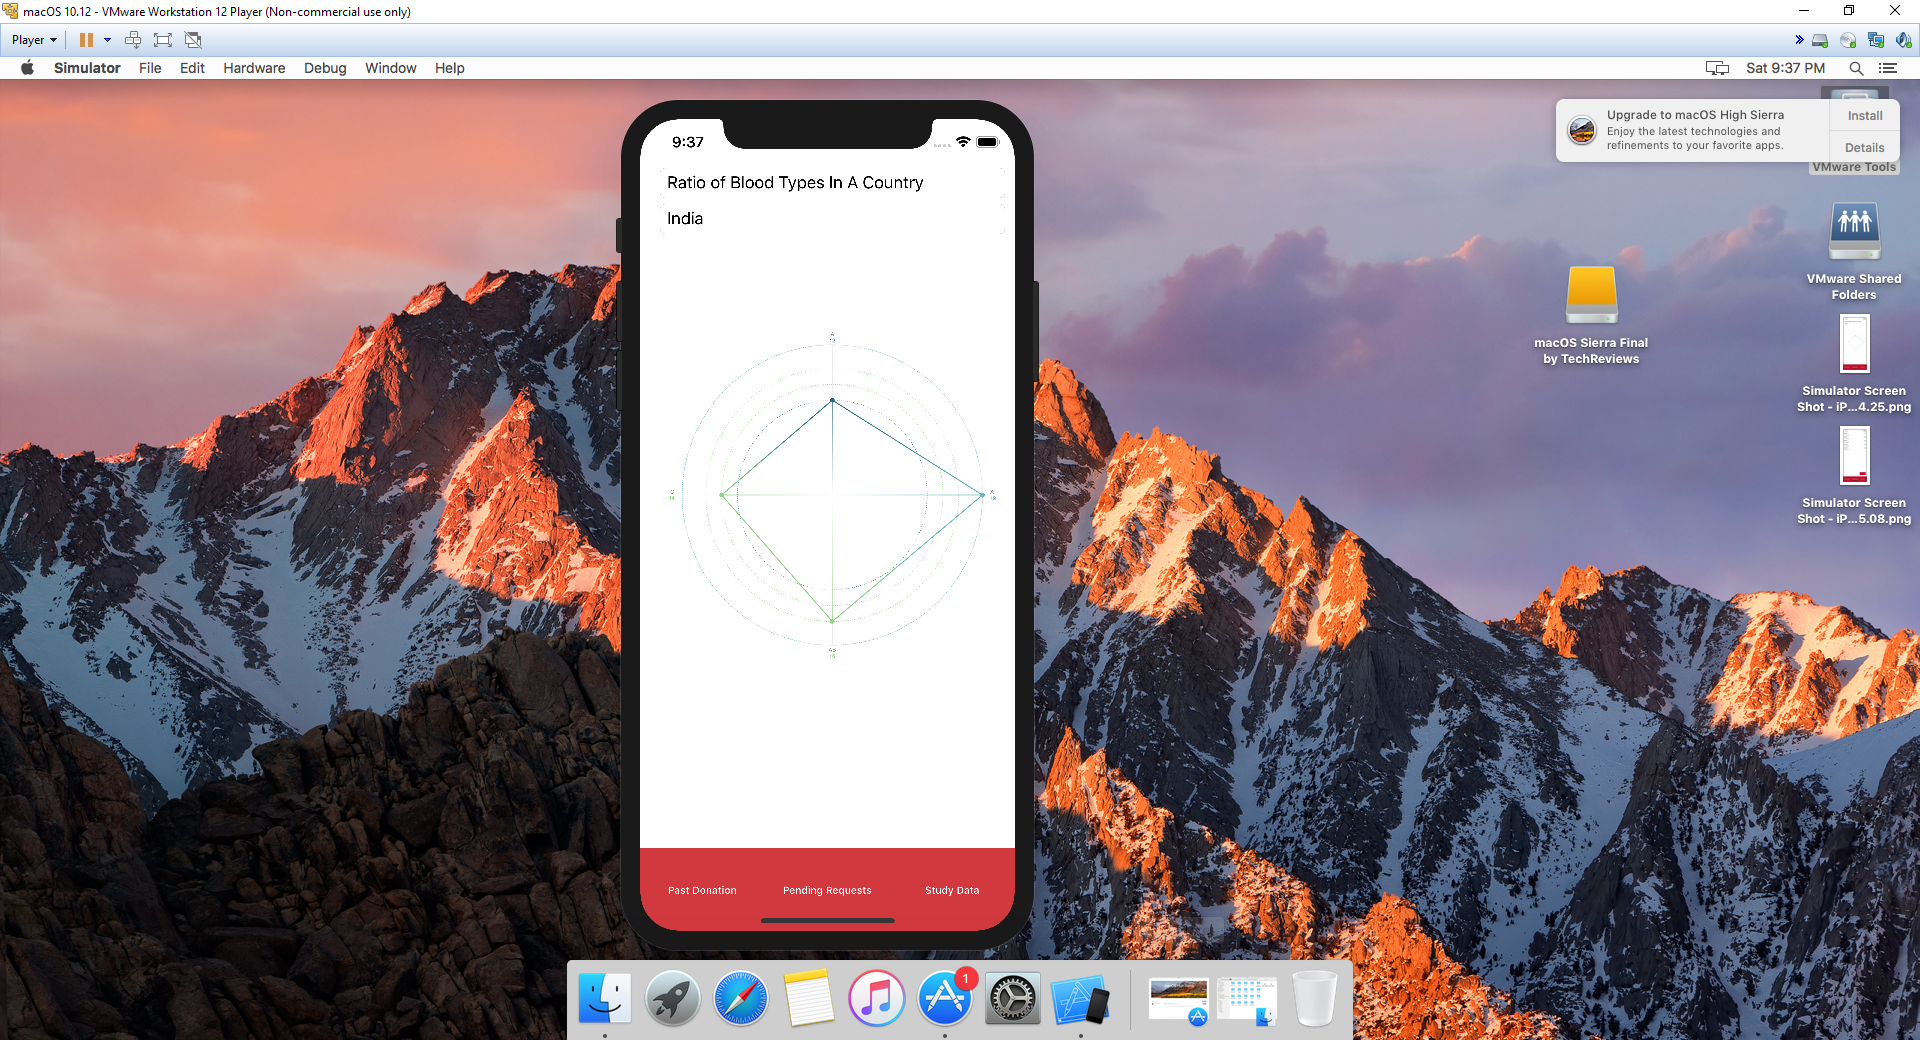 macOS 10.12 - VMware Workstation 12 Player (Non-commercial use only)
Player
Simulator File Edit Hardware Debug Window Help
Sat 9:37 PM
Upgrade to macOS High Sierra
Enjoy the latest technologies and
refinements to your favorite apps.
Install
Details
VMware Tools
VMware Shared
Folders
macOS Sierra Final
by TechReviews
Simulator Screen
Shot - iP...4.25.png
Simulator Screen
Shot - iP...5.08.png
9:37
Ratio of Blood Types In A Country
India
A
AB
Past Donation Pending Requests Study Data
1